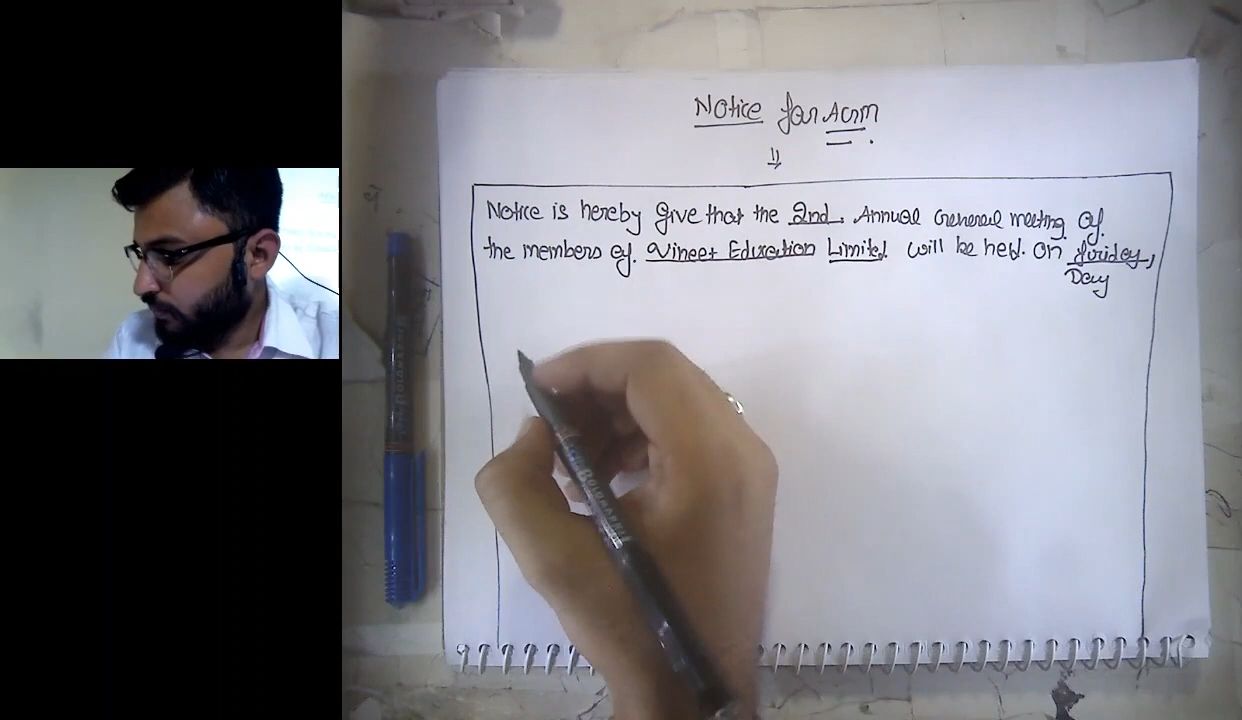 Notice for AGM
Notice is hereby give that the 2nd. Annual General meeting of
the members of. Vineet Education Limited will be held. on friday,
Day